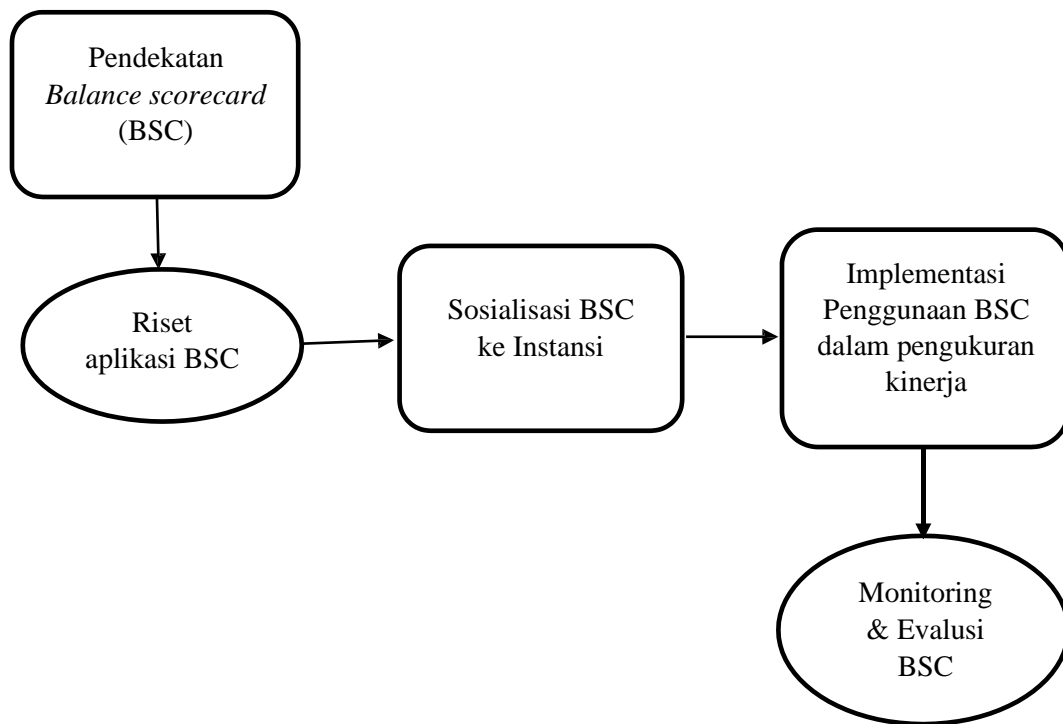 Pendekatan
Balance scorecard
(BSC)
Riset
aplikasi BSC
Sosialisasi BSC
ke Instansi
Implementasi
Penggunaan BSC
dalam pengukuran
kinerja
Monitoring
& Evalusi
BSC